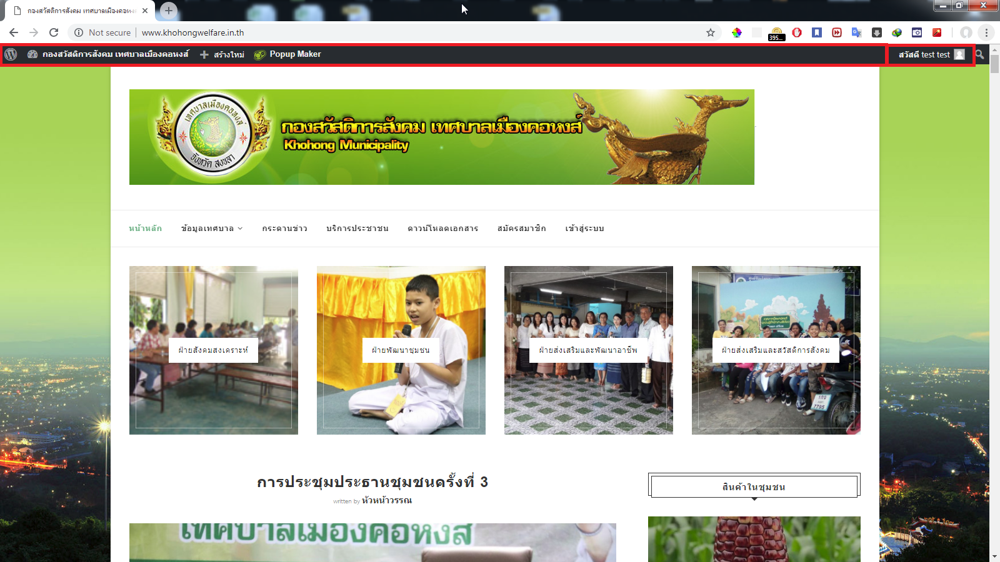 กองสวัสดิการสังคม เทศบาลเมืองคอหงส์
Not secure www.khohongwelfare.in.th
395...
กองสวัสดิการสังคม เทศบาลเมืองคอหงส์ สร้างใหม่ Popup Maker สวัสดี test test
เทศบาลเมืองคอหงส์
จังหวัด สงขลา
กองสวัสดิการสังคม เทศบาลเมืองคอหงส์
Khohong Municipality
หน้าหลัก ข้อมูลเทศบาล กระดานข่าว บริการประชาชน ดาวน์โหลดเอกสาร สมัครสมาชิก เข้าสู่ระบบ
ฝ่ายสังคมสงเคราะห์ ฝ่ายพัฒนาชุมชน ฝ่ายส่งเสริมและพัฒนาอาชีพ ฝ่ายส่งเสริมและสวัสดิการสังคม
การประชุมประธานชุมชนครั้งที่ 3
written by หัวหน้าวรรณ
สินค้าในชุมชน
เทศบาลเมืองคอหงส์